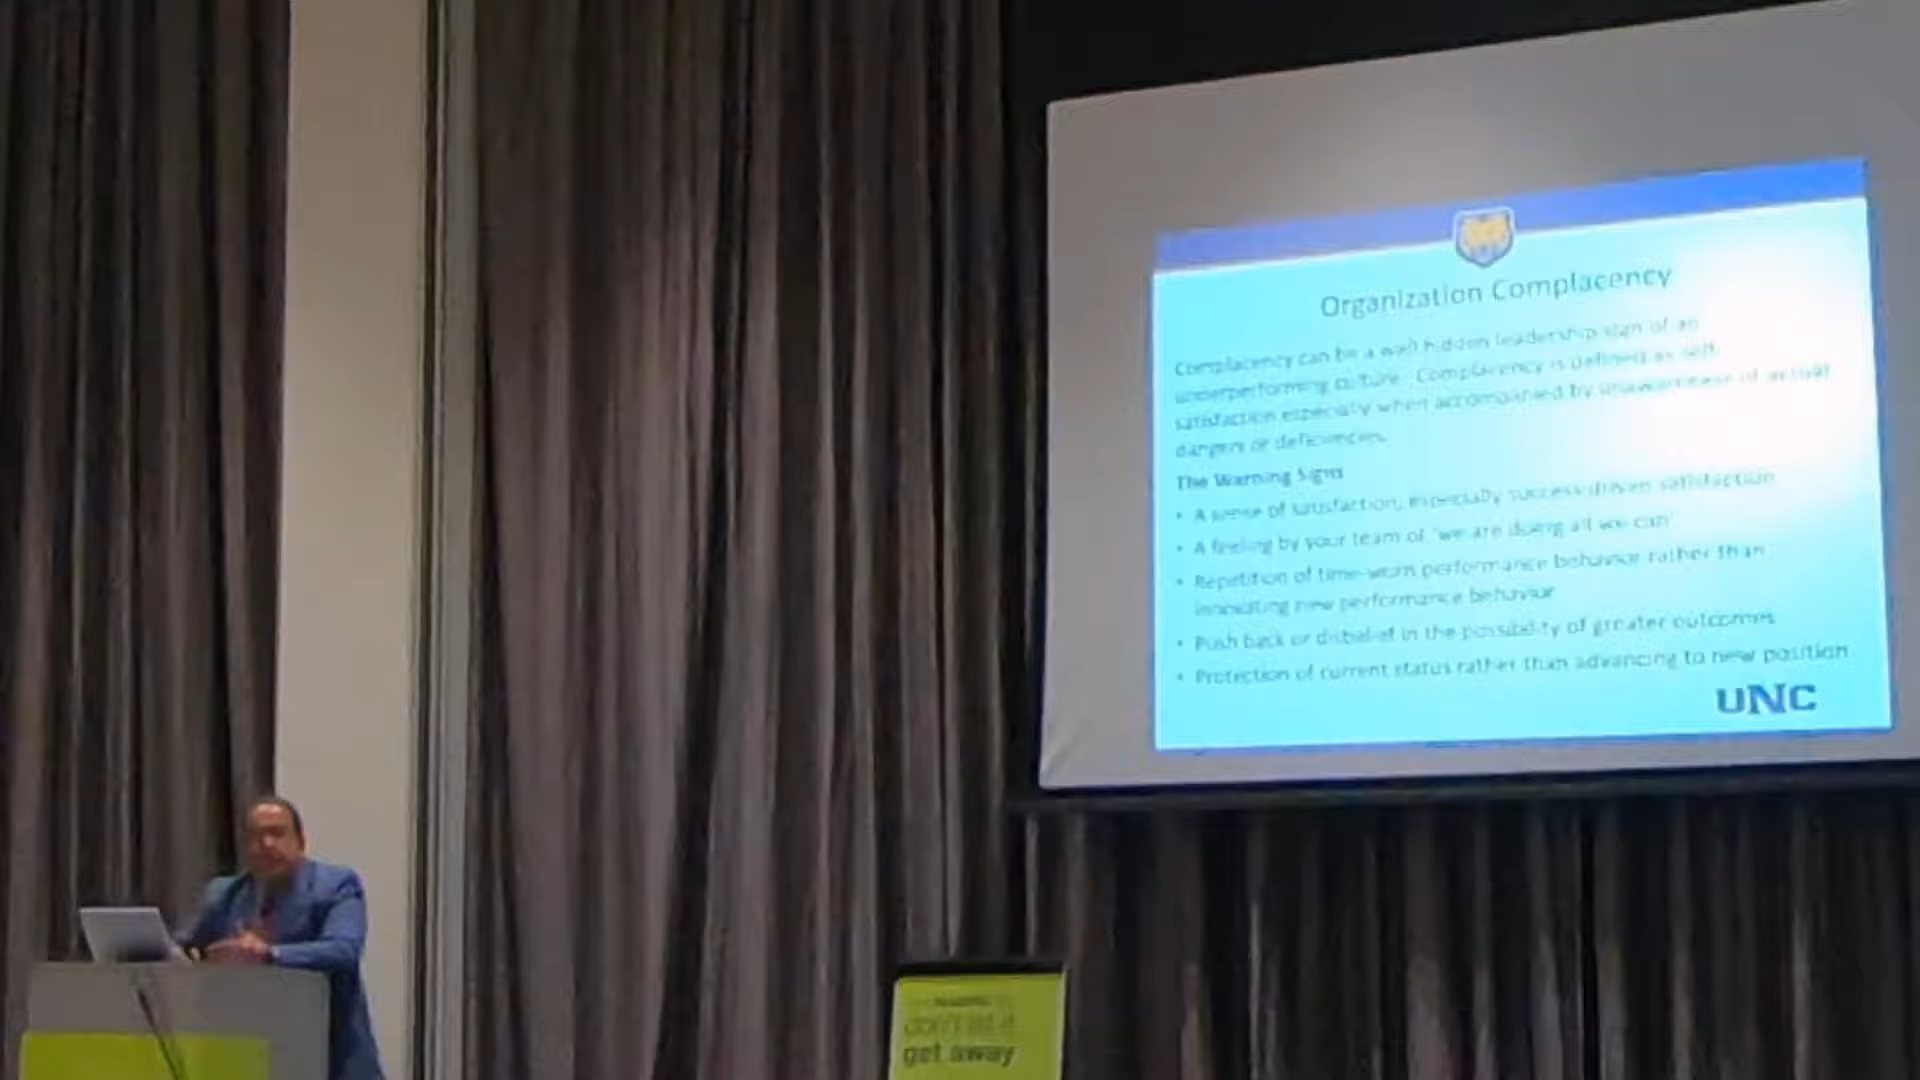 Organization Complacency
Complacency can be a well hidden leadership sign of an
underperforming culture. Complacency is defined as self-
satisfaction especially when accompanied by unawareness of actual
dangers or deficiencies.
The Warning Signs
• A sense of satisfaction, especially success-driven satisfaction
• A feeling by your team of 'we are doing all we can'
• Repetition of time-worn performance behavior rather than
innovating new performance behavior
• Push back or disbelief in the possibility of greater outcomes
• Protection of current status rather than advancing to new position
UNC
don't let it
get away